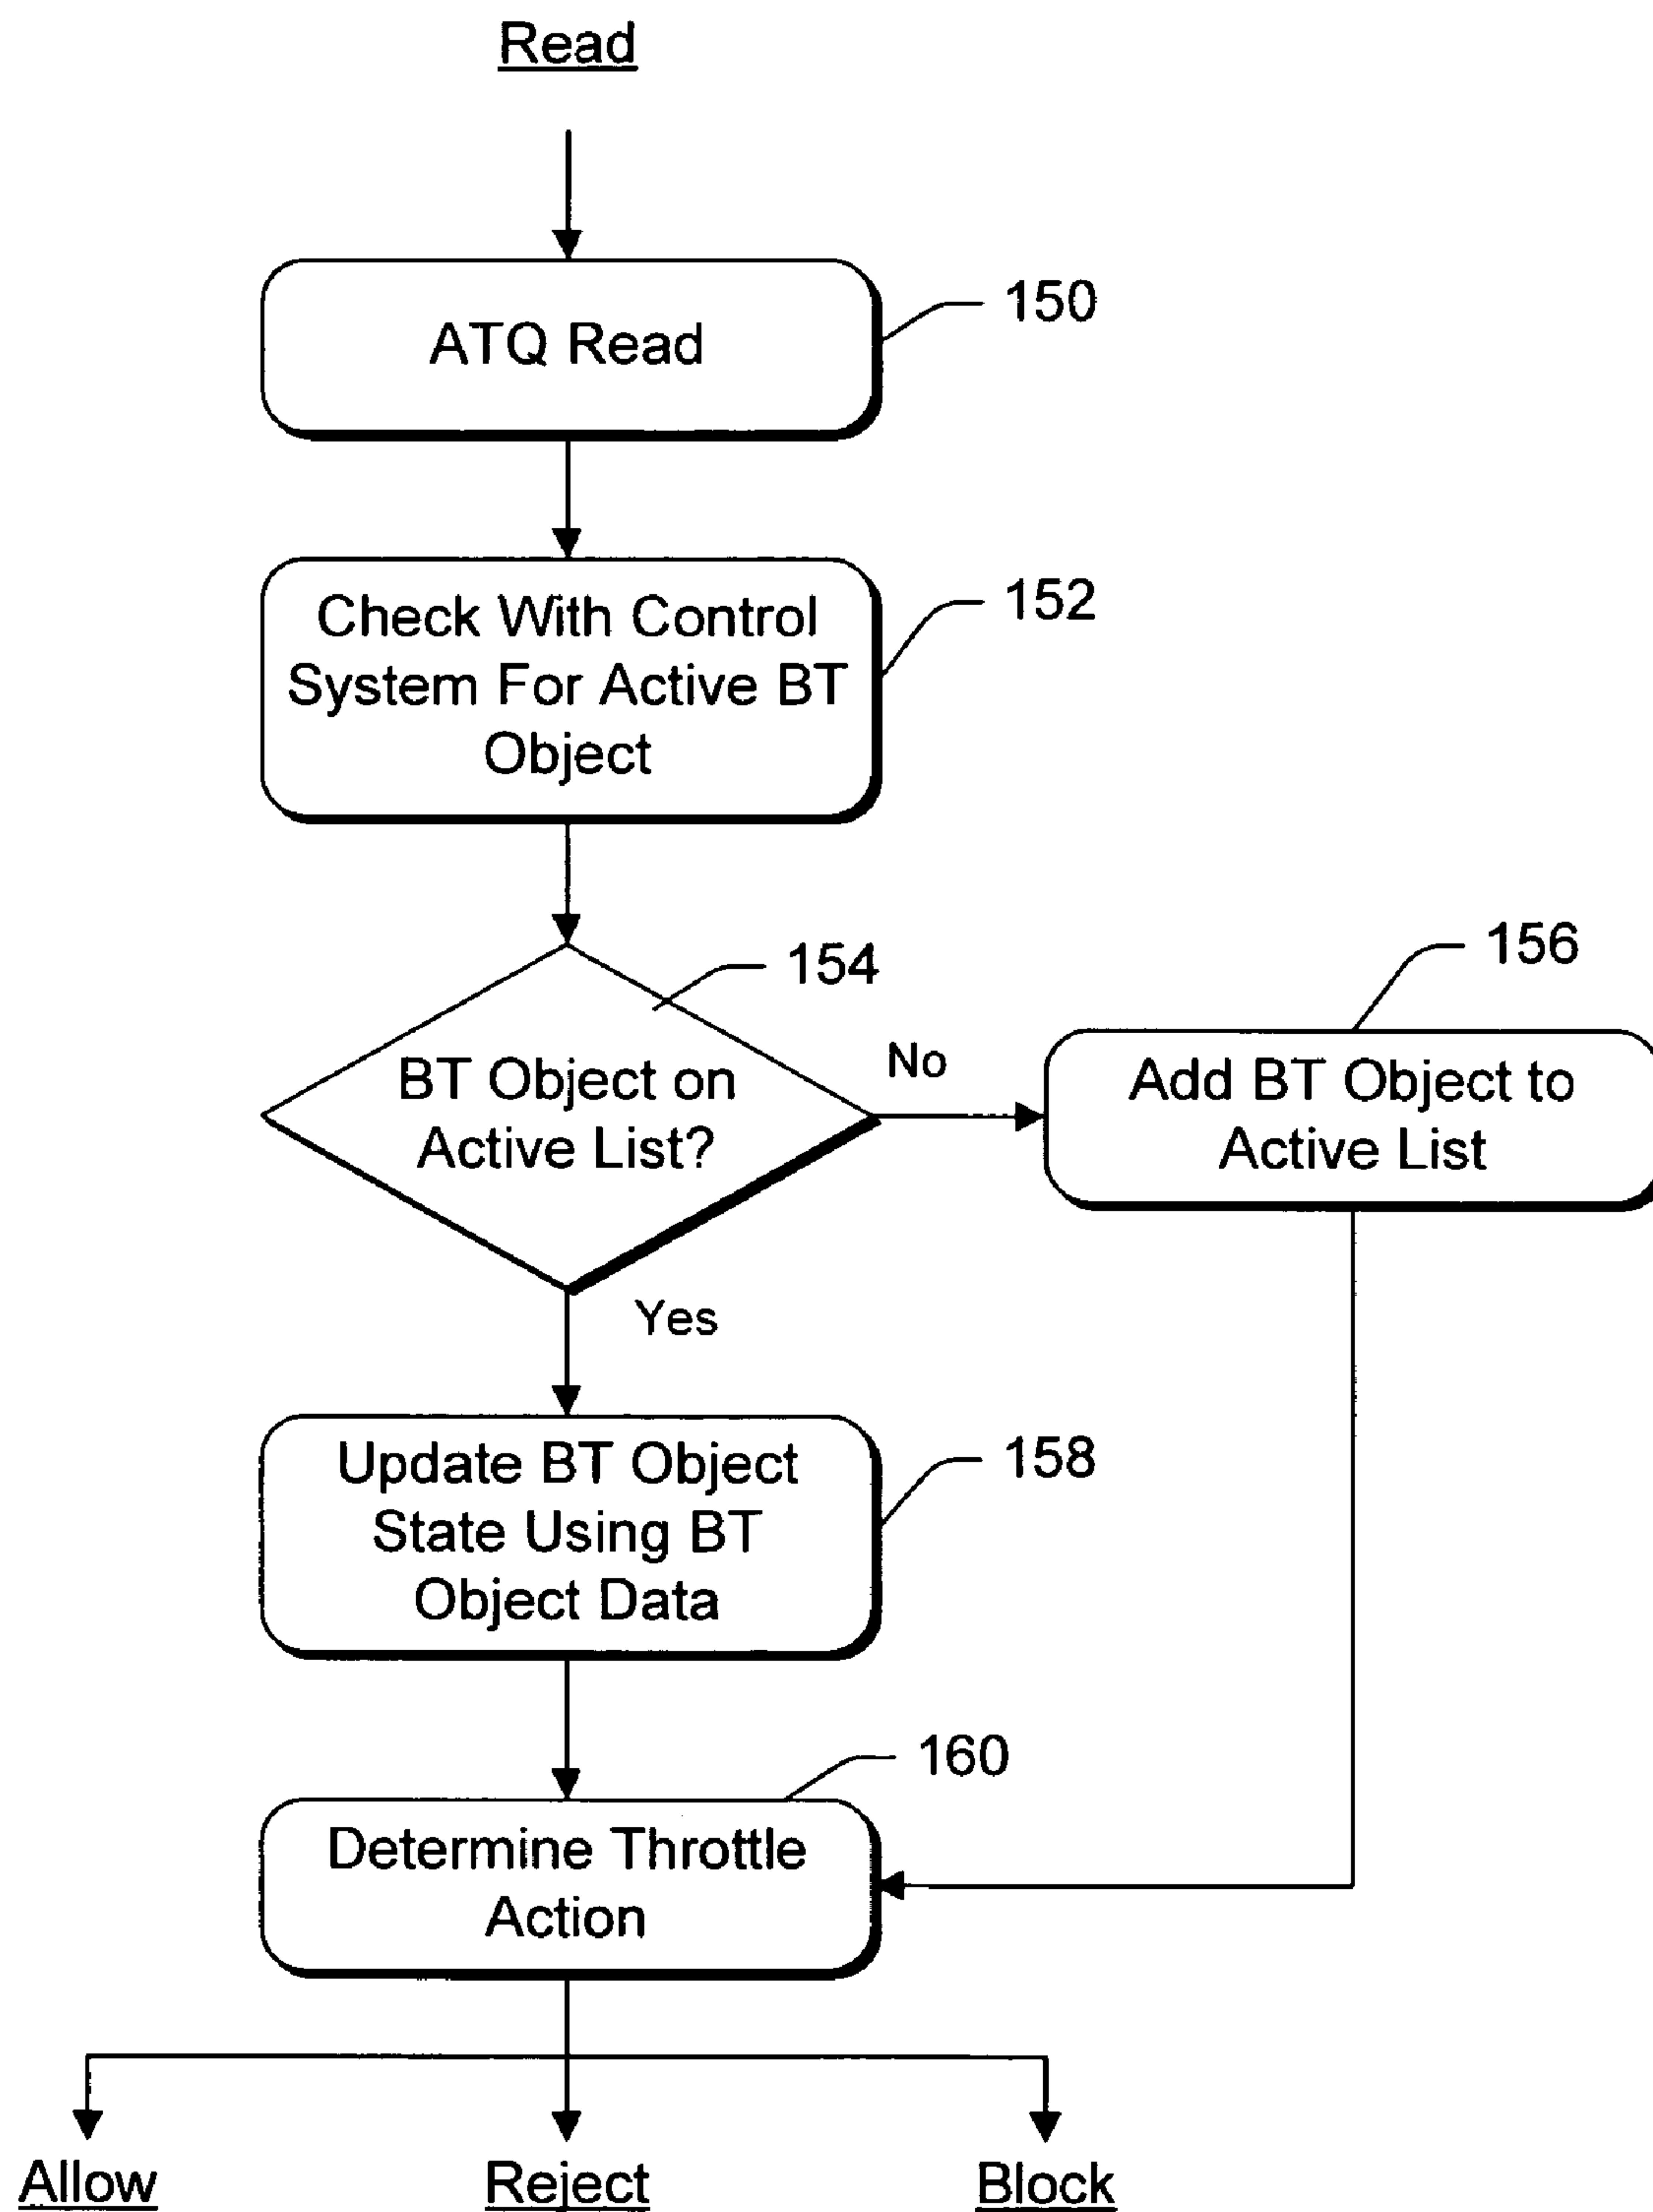 Read
150
ATQ Read
152
Check With Control
System For Active BT
Object
154
156
BT Object on
Active List?
No
Add BT Object to
Active List
Yes
158
Update BT Object
State Using BT
Object Data
160
Determine Throttle
Action
Allow
Reject
Block